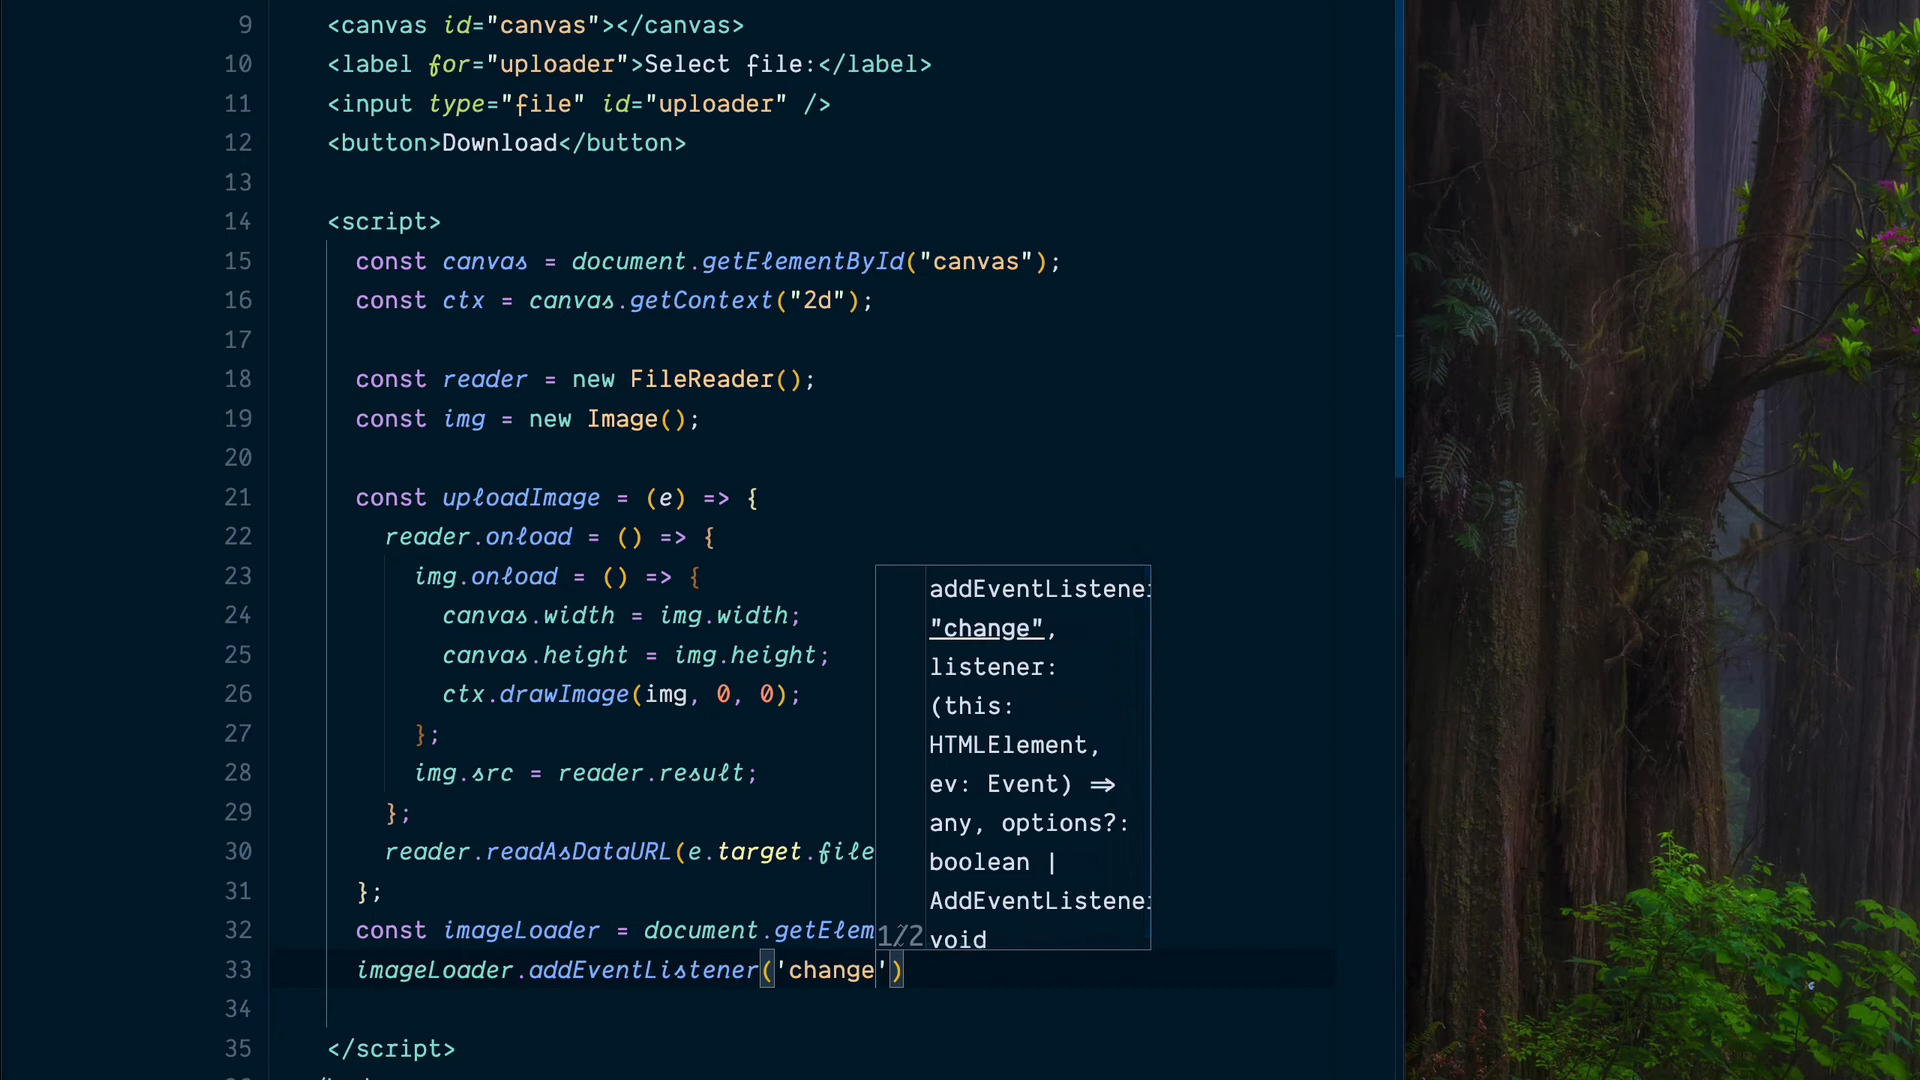 9 <canvas id="canvas"></canvas>
10 <label for="uploader">Select file:</label>
11 <input type="file" id="uploader" />
12 <button>Download</button>
13
14 <script>
15 const canvas = document.getElementById("canvas");
16 const ctx = canvas.getContext("2d");
17
18 const reader = new FileReader();
19 const img = new Image();
20
21 const uploadImage = (e) => {
22 reader.onload = () => {
23 img.onload = () => {
24 canvas.width = img.width;
25 canvas.height = img.height;
26 ctx.drawImage(img, 0, 0);
27 };
28 img.src = reader.result;
29 };
30 reader.readAsDataURL(e.target.file
31 };
32 const imageLoader = document.getElem
33 imageLoader.addEventListener('change')
34
35 </script>
addEventListene
"change",
listener:
(this:
HTMLElement,
ev: Event) =>
any, options?:
boolean |
AddEventListene
1/2 void